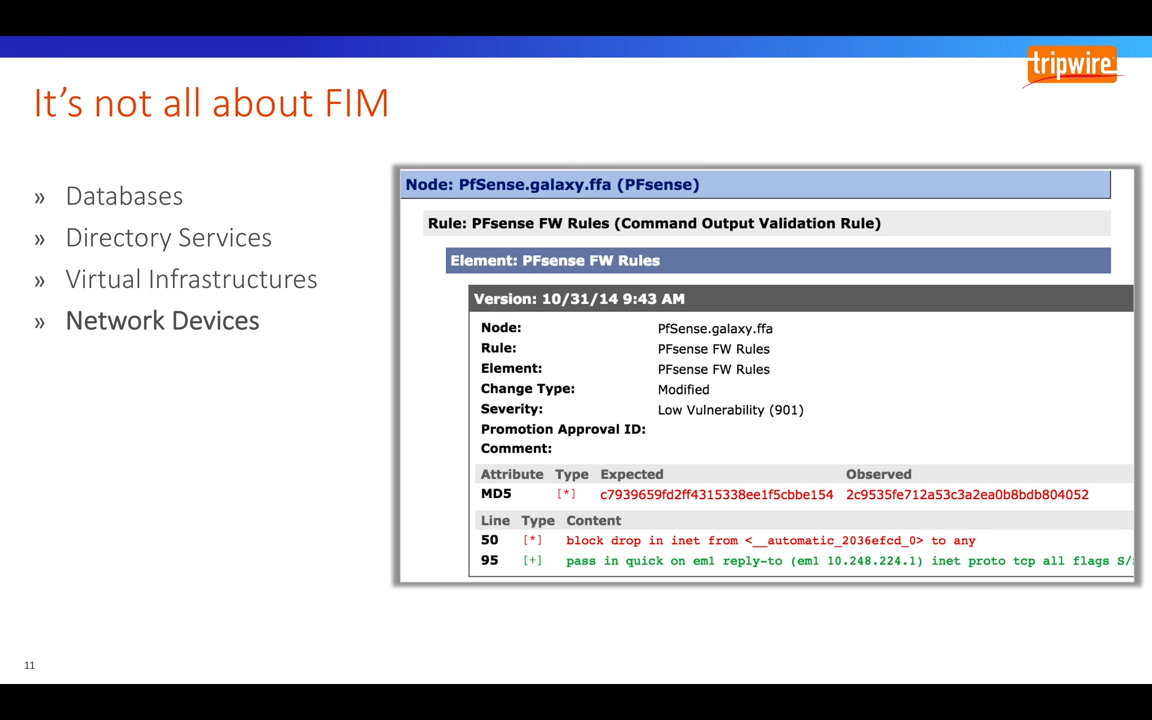 tripwire
It's not all about FIM
» Databases
» Directory Services
» Virtual Infrastructures
» Network Devices
Node: PfSense.galaxy.ffa (PFsense)
Rule: PFsense FW Rules (Command Output Validation Rule)
Element: PFsense FW Rules
Version: 10/31/14 9:43 AM
Node: PfSense.galaxy.ffa
Rule: PFsense FW Rules
Element: PFsense FW Rules
Change Type: Modified
Severity: Low Vulnerability (901)
Promotion Approval ID:
Comment:
Attribute Type Expected Observed
MD5 [*] c7939659fd2ff4315338ee1f5cbbe154 2c9535fe712a53c3a2ea0b8bdb804052
Line Type Content
50 [*] block drop in inet from <__automatic_2036efcd_0> to any
95 [+] pass in quick on em1 reply-to (em1 10.248.224.1) inet proto tcp all flags S/
11